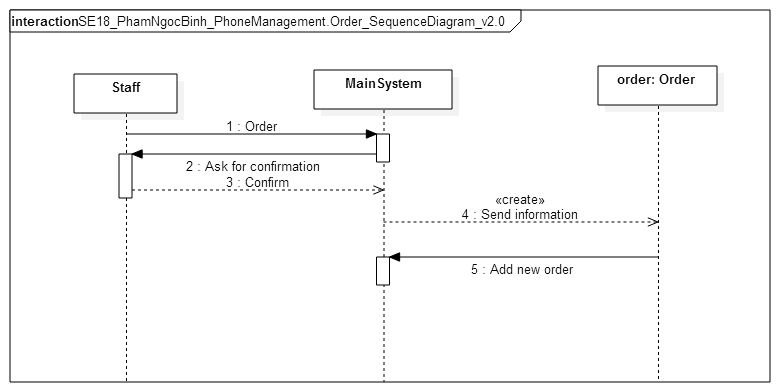 interactionSE18_PhamNgocBinh_PhoneManagement.Order_SequenceDiagram_v2.0
Staff
MainSystem
order: Order
1 : Order
2 : Ask for confirmation
3 : Confirm
«create»
4 : Send information
5 : Add new order